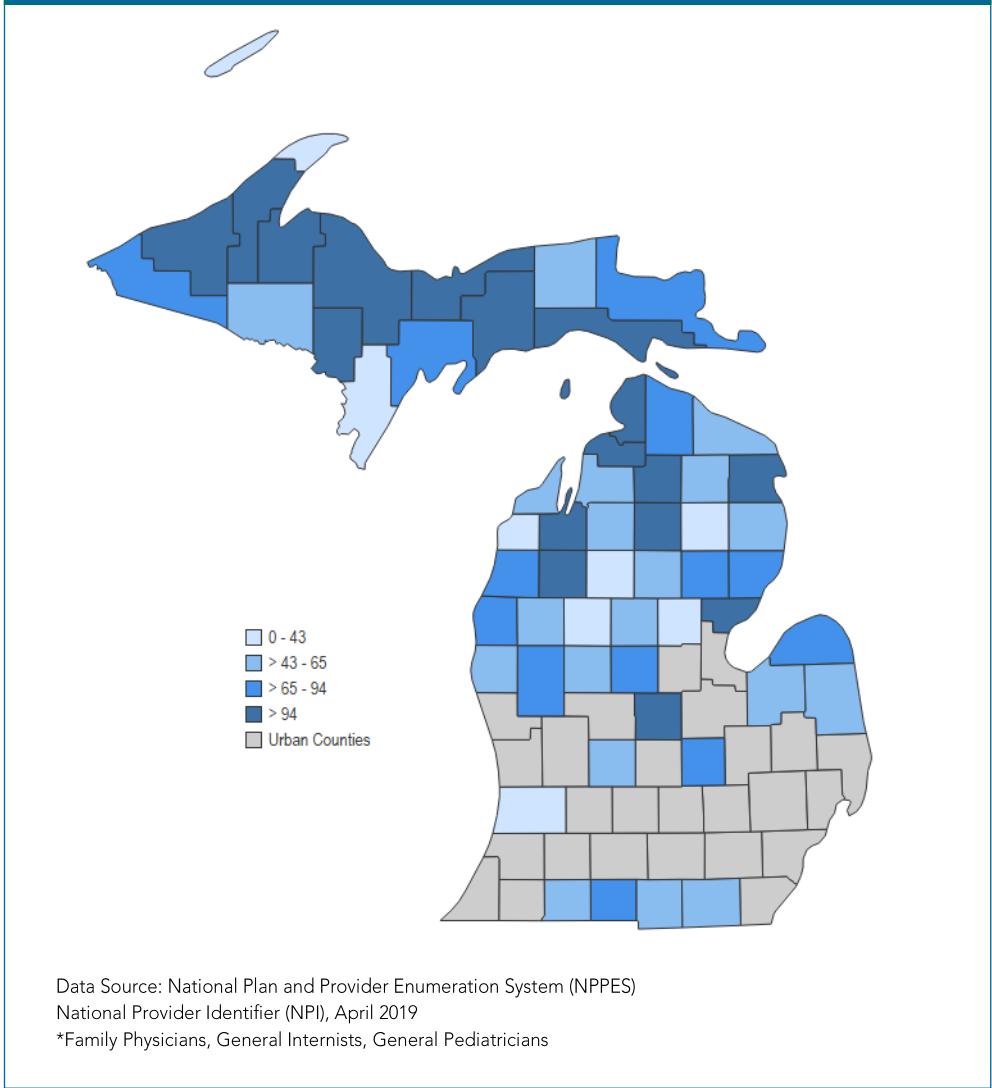 0 - 43
> 43 - 65
> 65 - 94
> 94
Urban Counties
Data Source: National Plan and Provider Enumeration System (NPPES)
National Provider Identifier (NPI), April 2019
*Family Physicians, General Internists, General Pediatricians